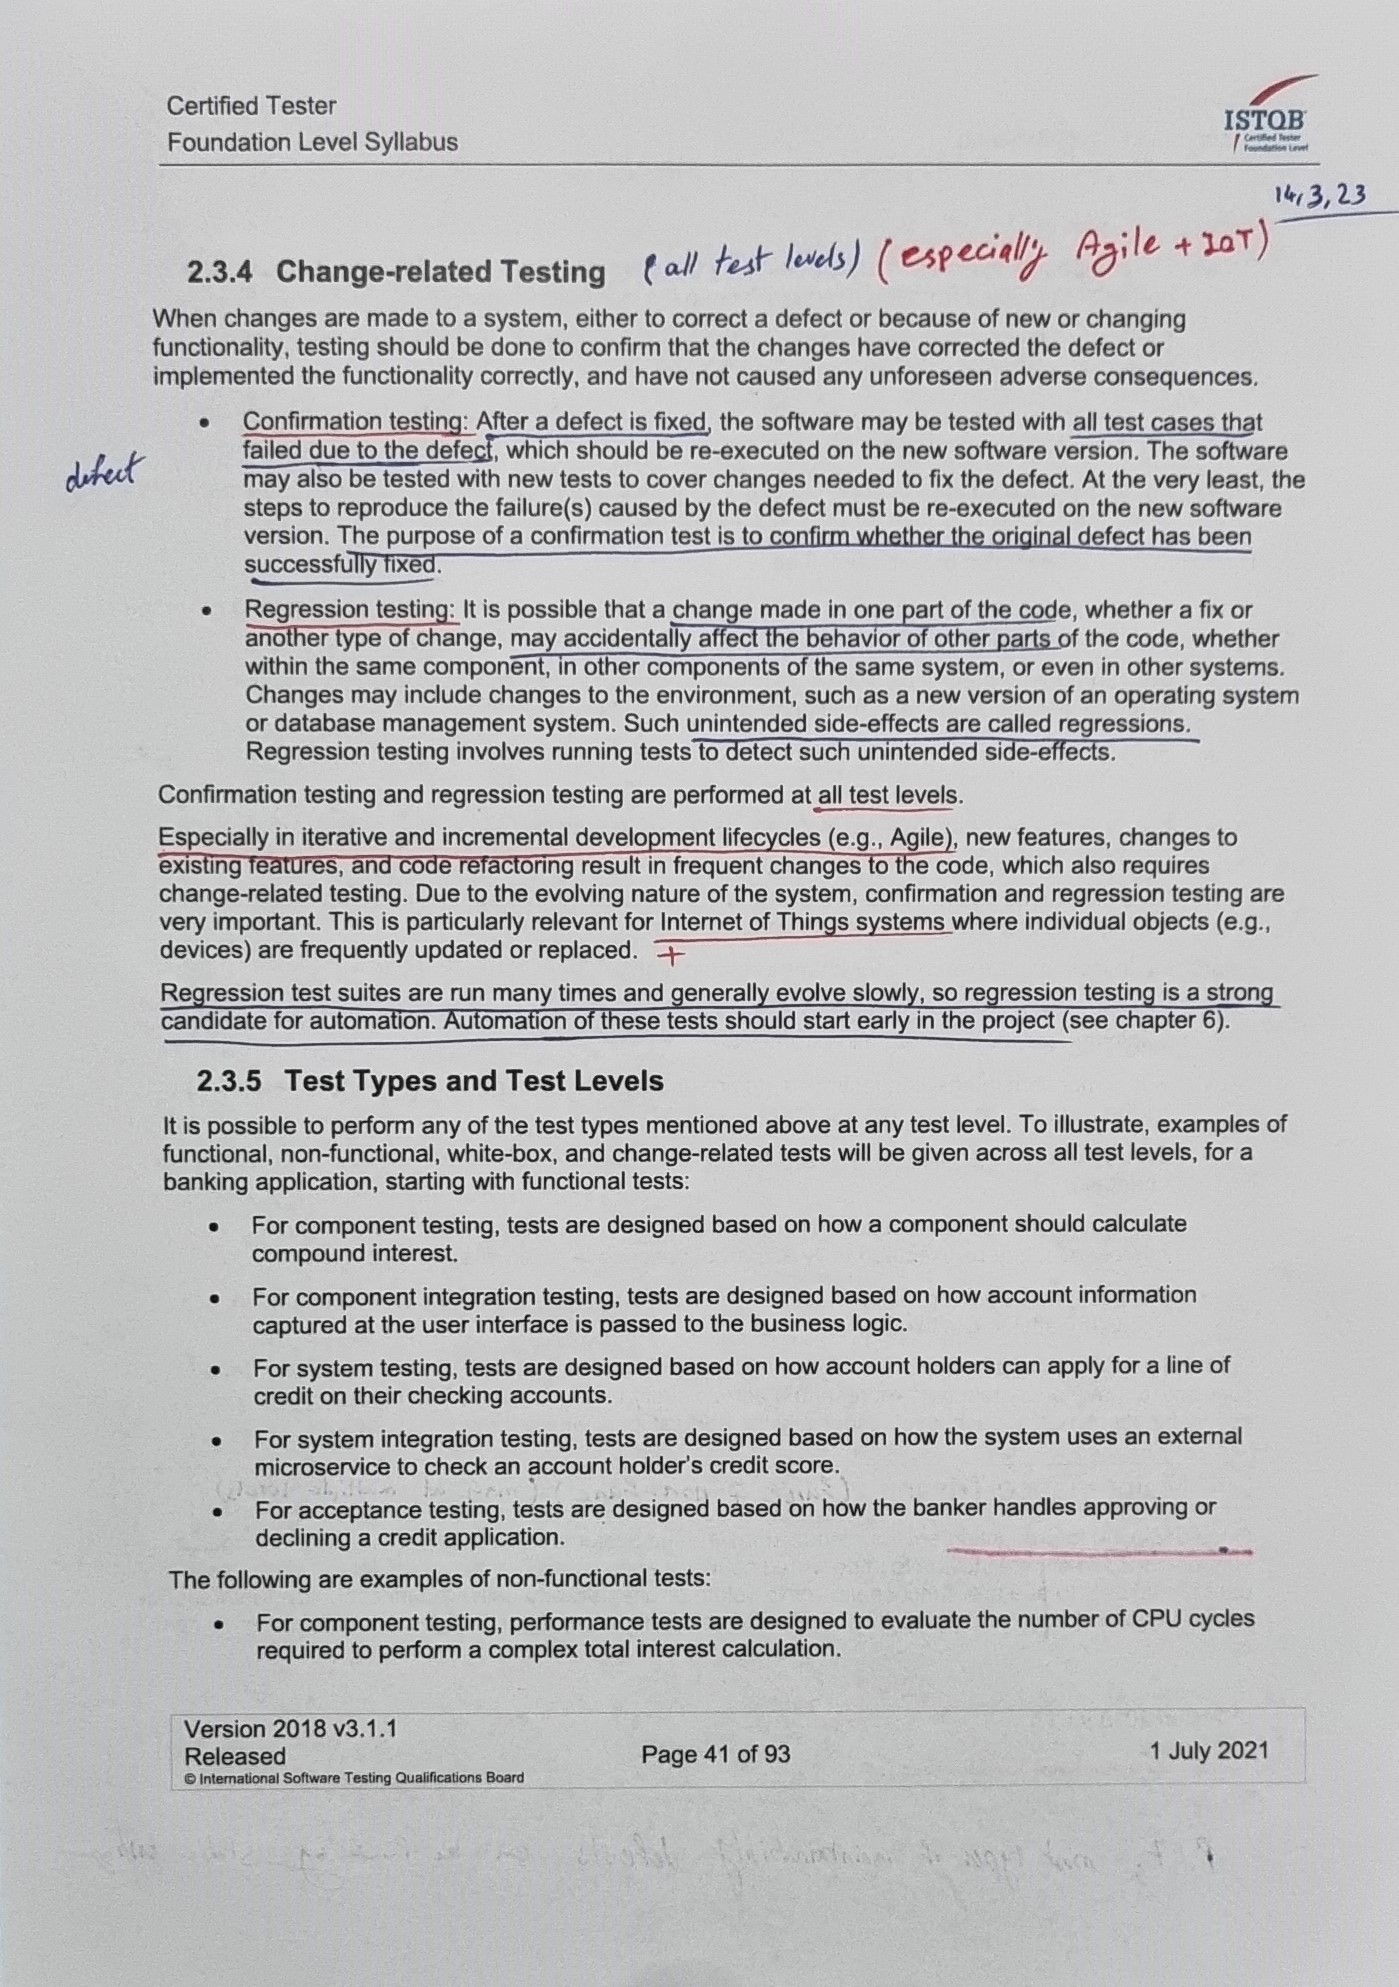 Certified Tester
Foundation Level Syllabus
ISTQB
Certified Tester
Foundation Level
14,3,23
2.3.4 Change-related Testing (all test levels) (especially Agile + IoT)
When changes are made to a system, either to correct a defect or because of new or changing
functionality, testing should be done to confirm that the changes have corrected the defect or
implemented the functionality correctly, and have not caused any unforeseen adverse consequences.
• Confirmation testing: After a defect is fixed, the software may be tested with all test cases that
failed due to the defect, which should be re-executed on the new software version. The software
defect
may also be tested with new tests to cover changes needed to fix the defect. At the very least, the
steps to reproduce the failure(s) caused by the defect must be re-executed on the new software
version. The purpose of a confirmation test is to confirm whether the original defect has been
successfully fixed.
• Regression testing: It is possible that a change made in one part of the code, whether a fix or
another type of change, may accidentally affect the behavior of other parts of the code, whether
within the same component, in other components of the same system, or even in other systems.
Changes may include changes to the environment, such as a new version of an operating system
or database management system. Such unintended side-effects are called regressions.
Regression testing involves running tests to detect such unintended side-effects.
Confirmation testing and regression testing are performed at all test levels.
Especially in iterative and incremental development lifecycles (e.g., Agile), new features, changes to
existing features, and code refactoring result in frequent changes to the code, which also requires
change-related testing. Due to the evolving nature of the system, confirmation and regression testing are
very important. This is particularly relevant for Internet of Things systems where individual objects (e.g.,
devices) are frequently updated or replaced. +
Regression test suites are run many times and generally evolve slowly, so regression testing is a strong
candidate for automation. Automation of these tests should start early in the project (see chapter 6).
2.3.5 Test Types and Test Levels
It is possible to perform any of the test types mentioned above at any test level. To illustrate, examples of
functional, non-functional, white-box, and change-related tests will be given across all test levels, for a
banking application, starting with functional tests:
• For component testing, tests are designed based on how a component should calculate
compound interest.
• For component integration testing, tests are designed based on how account information
captured at the user interface is passed to the business logic.
• For system testing, tests are designed based on how account holders can apply for a line of
credit on their checking accounts.
• For system integration testing, tests are designed based on how the system uses an external
microservice to check an account holder's credit score.
• For acceptance testing, tests are designed based on how the banker handles approving or
declining a credit application.
The following are examples of non-functional tests:
• For component testing, performance tests are designed to evaluate the number of CPU cycles
required to perform a complex total interest calculation.
Version 2018 v3.1.1
Released
Page 41 of 93
1 July 2021
© International Software Testing Qualifications Board